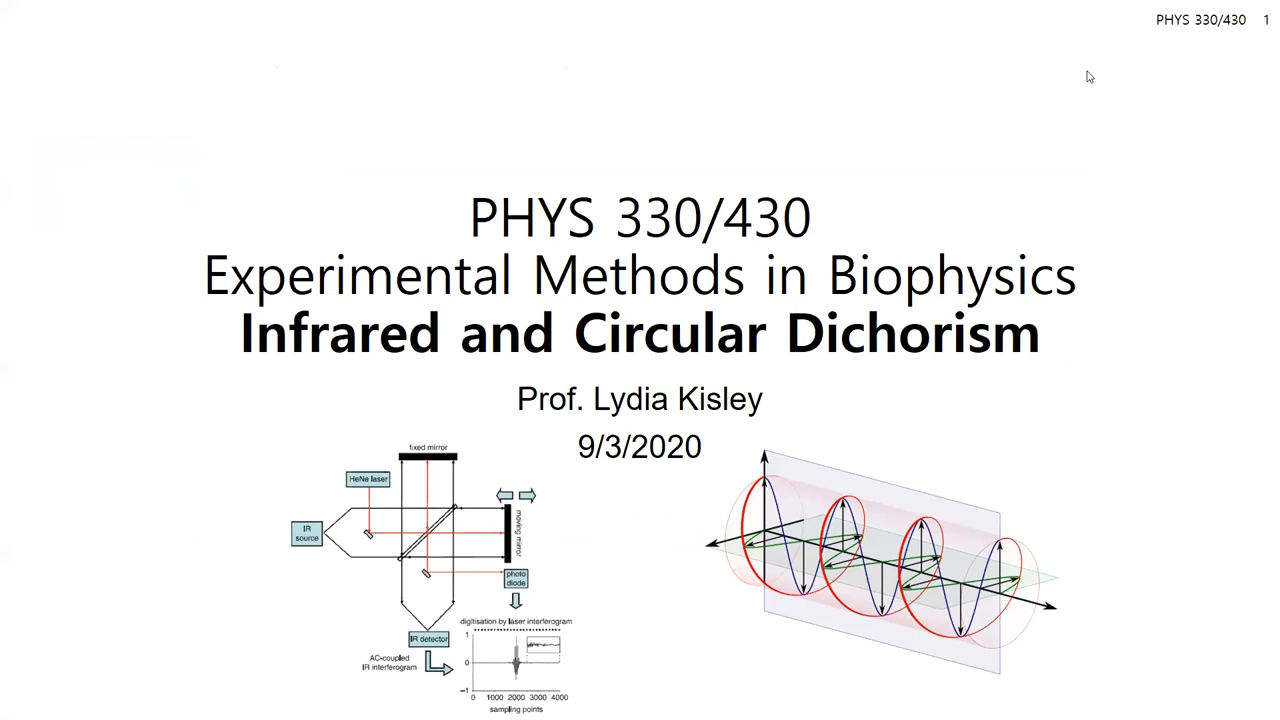 PHYS 330/430 1
PHYS 330/430
Experimental Methods in Biophysics
Infrared and Circular Dichorism
Prof. Lydia Kisley
9/3/2020
fixed mirror
HeNe laser
IR
source
moving mirror
photo
diode
digitisation by laser interferogram
IR detector
AC-coupled
IR interferogram
1
0
−1
0 1000 2000 3000 4000
sampling points